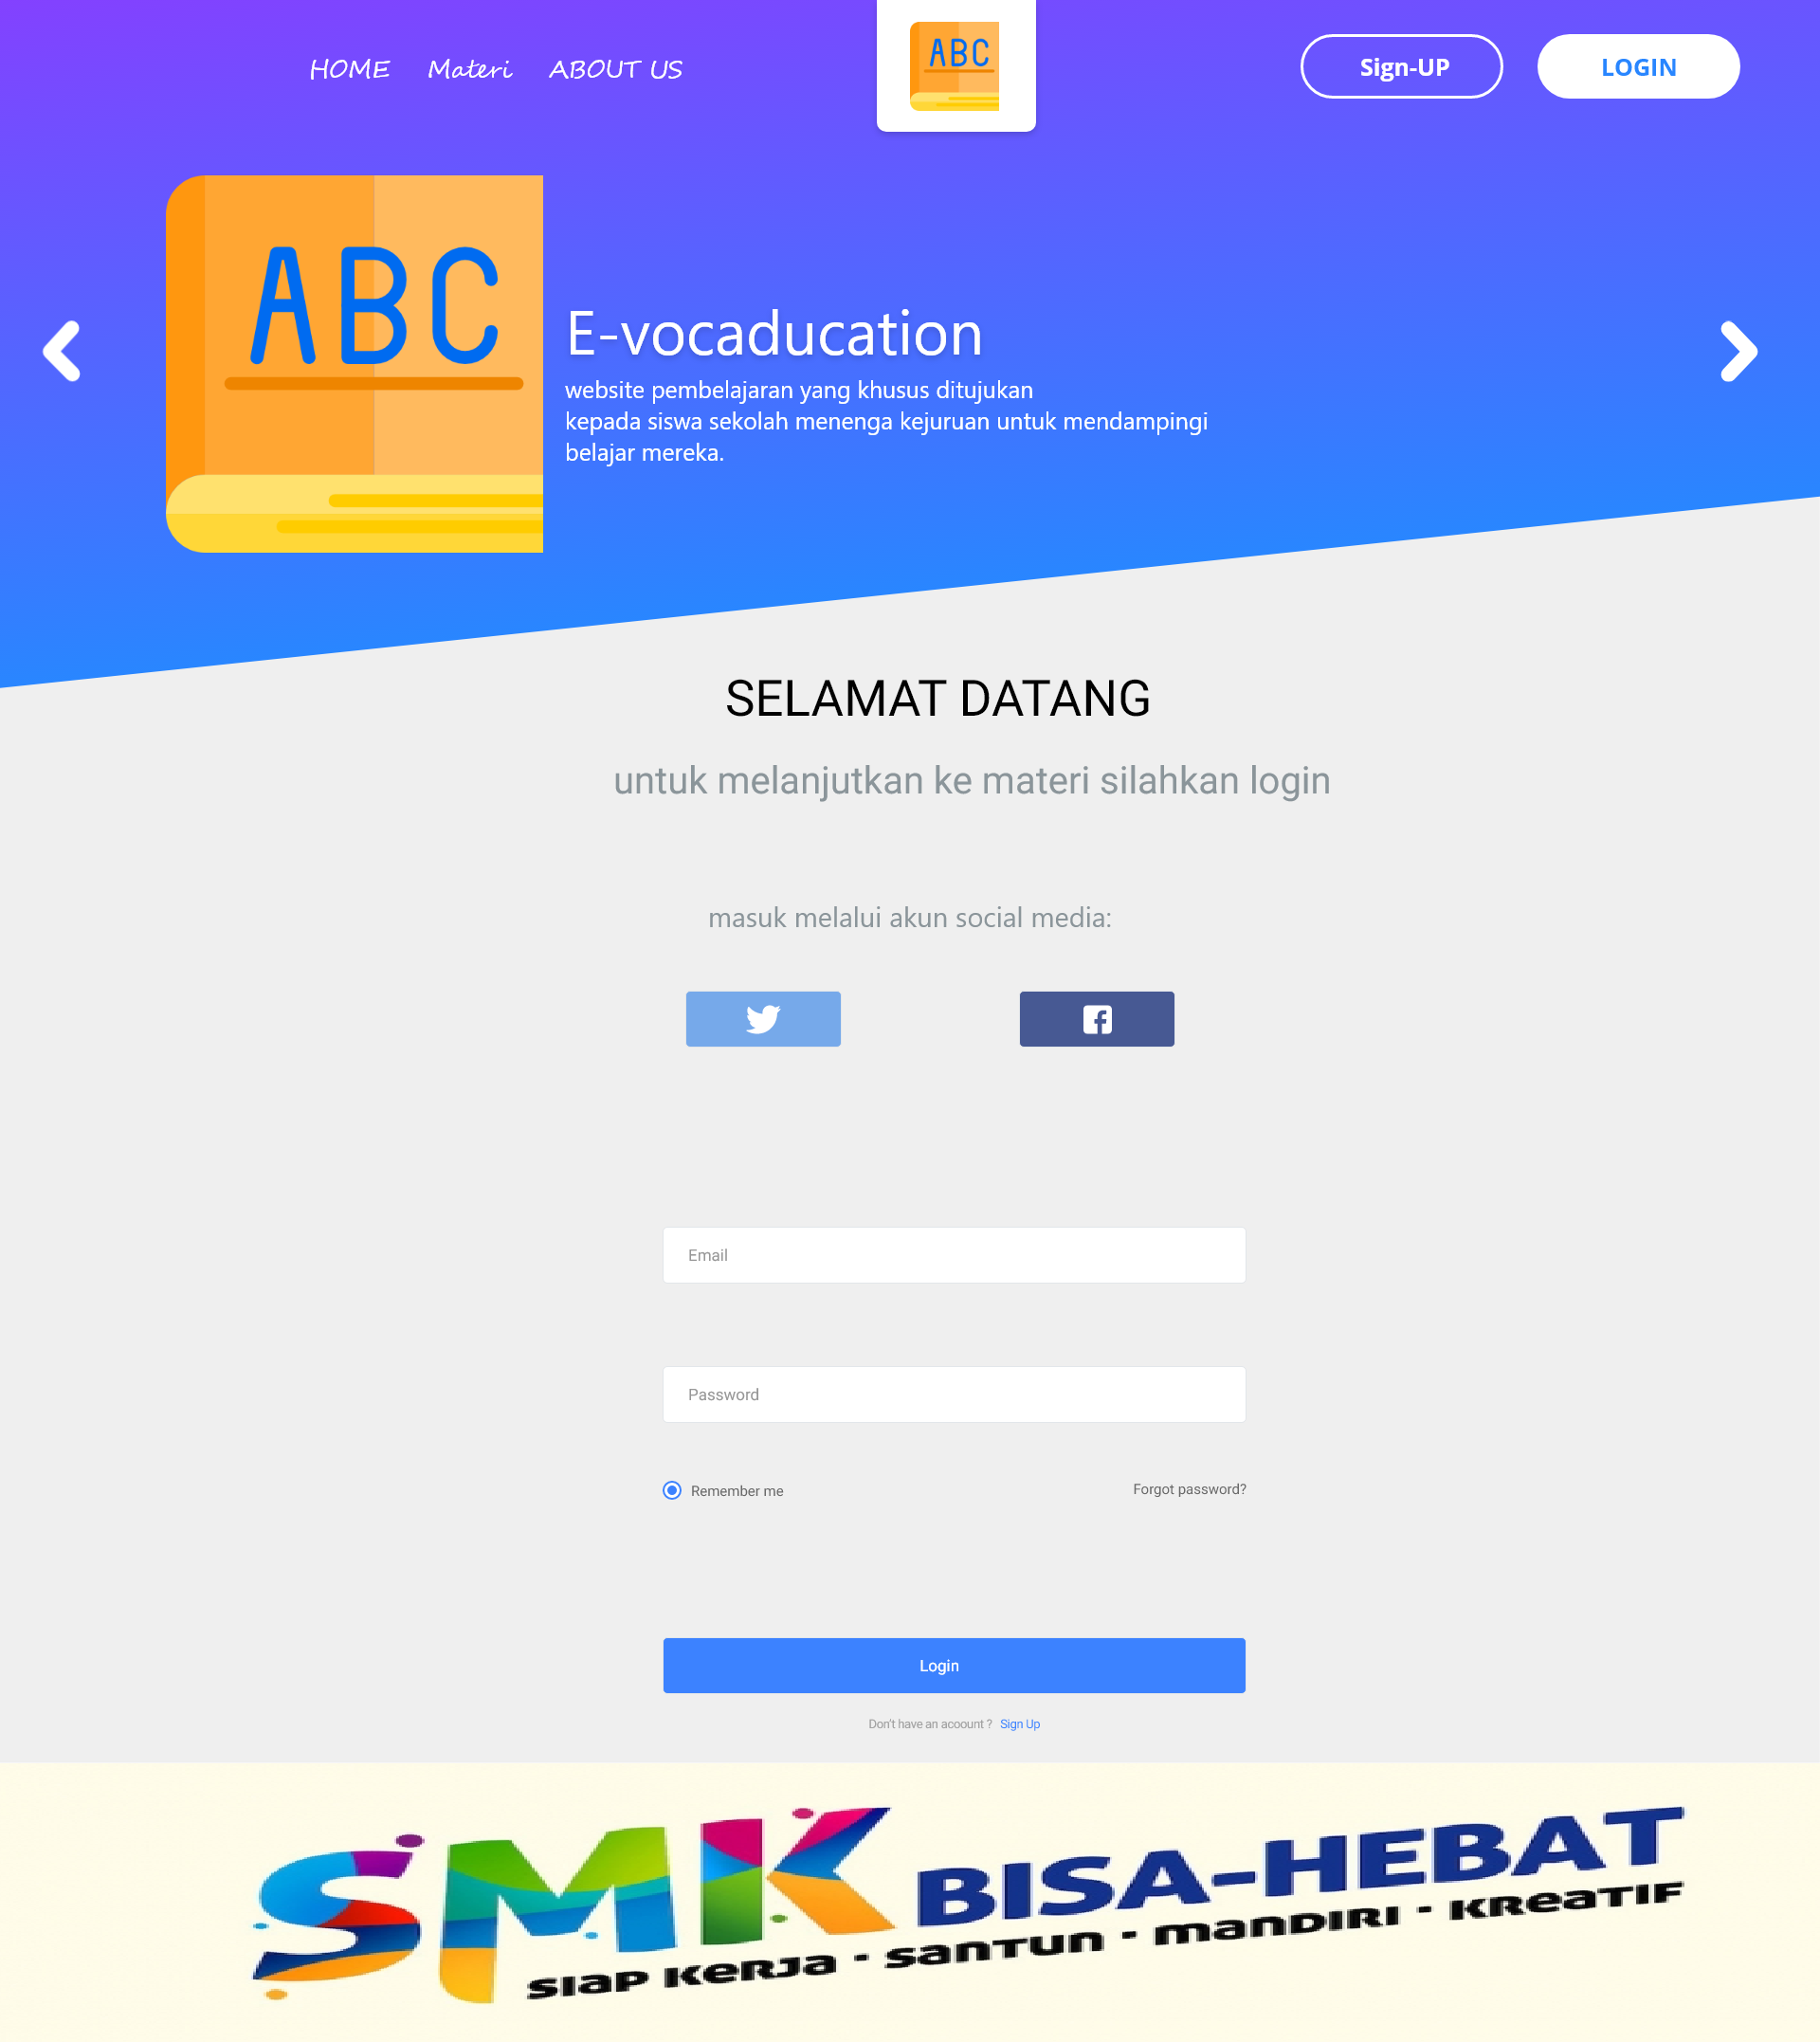 HOME Materi ABOUT US
ABC
Sign-UP LOGIN
ABC
E-vocaducation
website pembelajaran yang khusus ditujukan
kepada siswa sekolah menenga kejuruan untuk mendampingi
belajar mereka.
SELAMAT DATANG
untuk melanjutkan ke materi silahkan login
masuk melalui akun social media:
Email
Password
Remember me Forgot password?
Login
Don't have an acoount ? Sign Up
SMK BISA-HEBAT
SIAP KERJA · SANTUN · MANDIRI · KREATIF